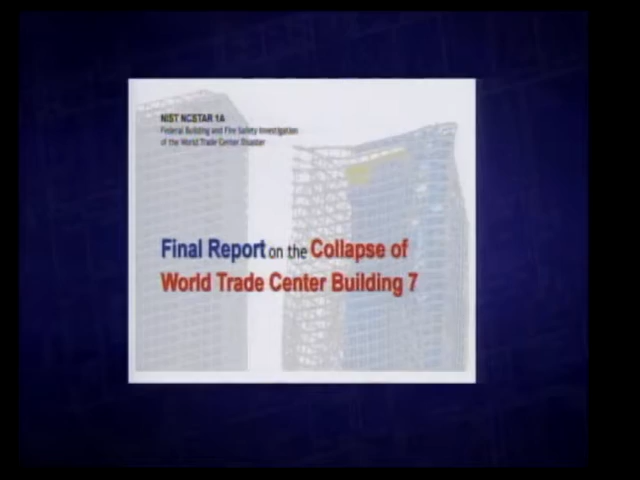 NIST NCSTAR 1A
Federal Building and Fire Safety Investigation
of the World Trade Center Disaster
Final Report on the Collapse of
World Trade Center Building 7